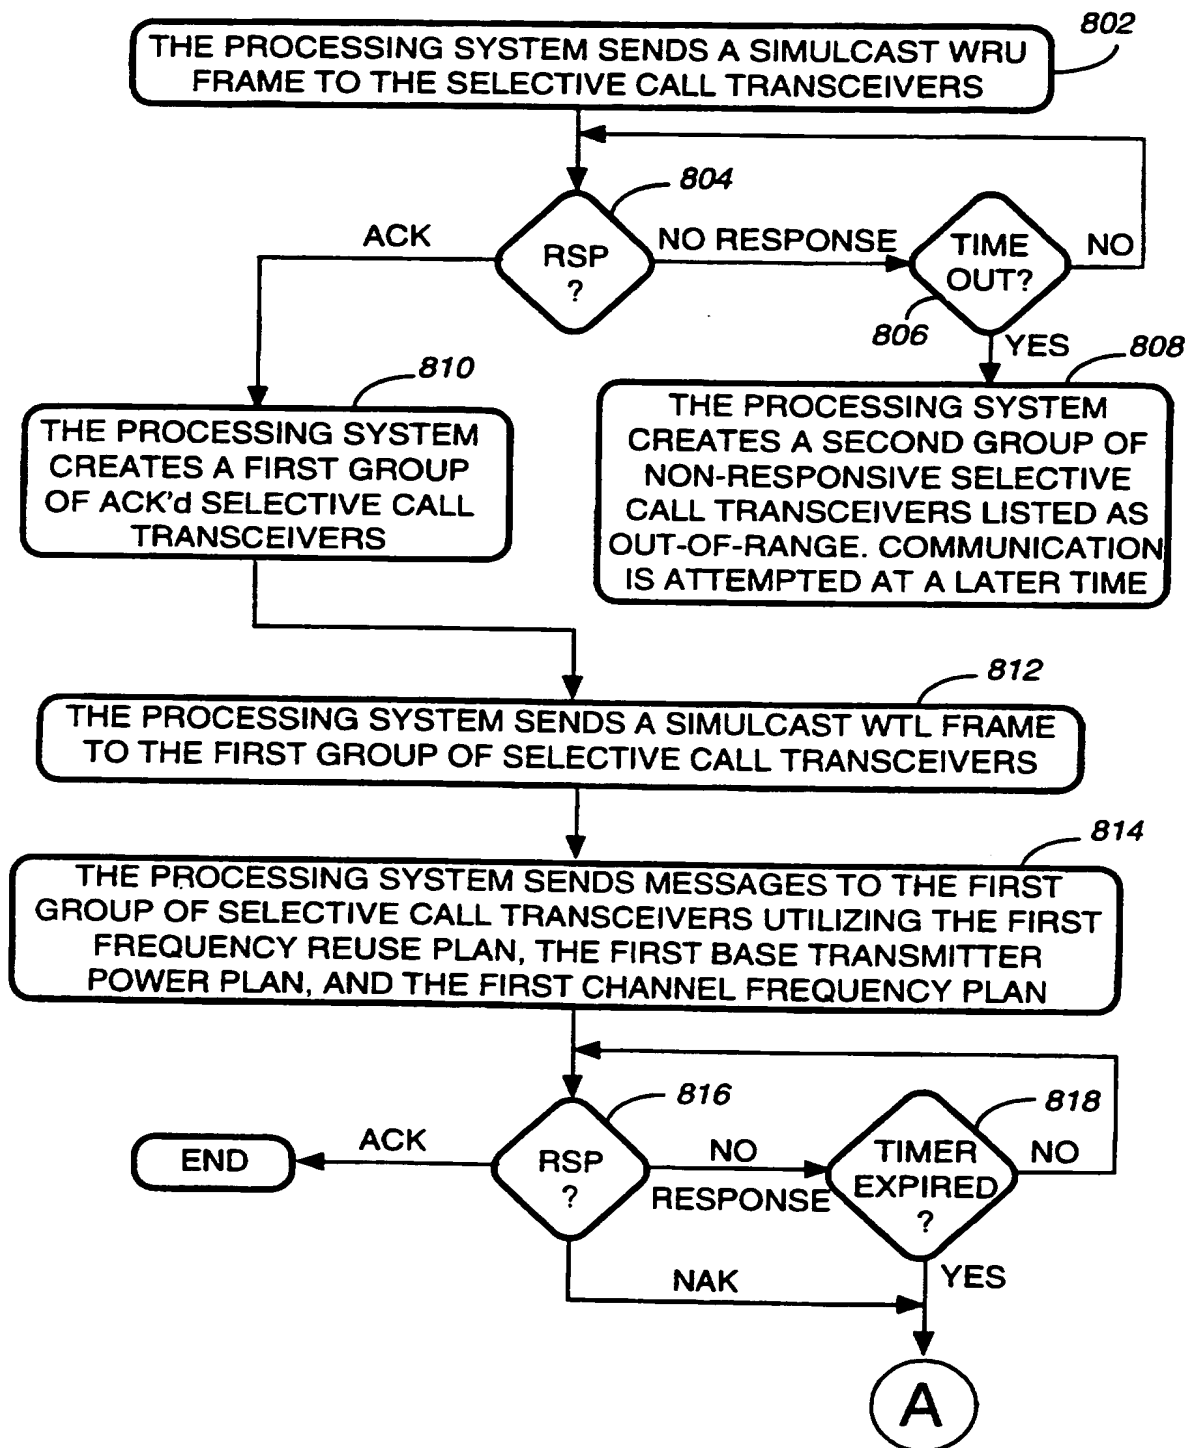 802
THE PROCESSING SYSTEM SENDS A SIMULCAST WRU
FRAME TO THE SELECTIVE CALL TRANSCEIVERS
804
ACK
RSP
?
NO RESPONSE
TIME
OUT?
NO
806
YES
808
810
THE PROCESSING SYSTEM
CREATES A FIRST GROUP
OF ACK'd SELECTIVE CALL
TRANSCEIVERS
THE PROCESSING SYSTEM
CREATES A SECOND GROUP OF
NON-RESPONSIVE SELECTIVE
CALL TRANSCEIVERS LISTED AS
OUT-OF-RANGE. COMMUNICATION
IS ATTEMPTED AT A LATER TIME
812
THE PROCESSING SYSTEM SENDS A SIMULCAST WTL FRAME
TO THE FIRST GROUP OF SELECTIVE CALL TRANSCEIVERS
814
THE PROCESSING SYSTEM SENDS MESSAGES TO THE FIRST
GROUP OF SELECTIVE CALL TRANSCEIVERS UTILIZING THE FIRST
FREQUENCY REUSE PLAN, THE FIRST BASE TRANSMITTER
POWER PLAN, AND THE FIRST CHANNEL FREQUENCY PLAN
816
818
END
ACK
RSP
?
NO
RESPONSE
TIMER
EXPIRED
?
NO
NAK
YES
A